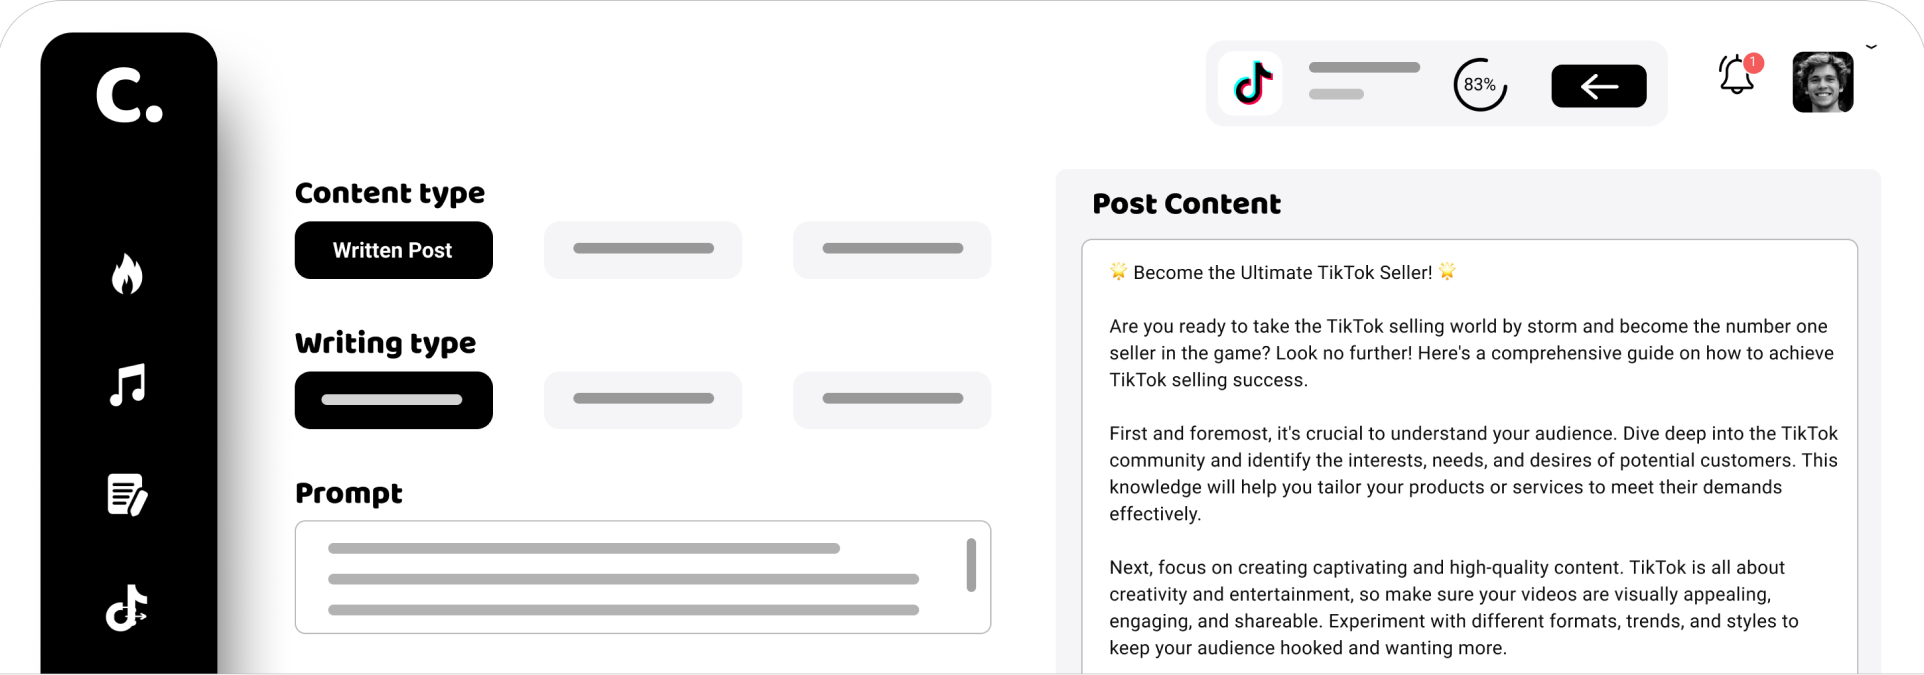 C.
83%
1
Content type
Written Post
Writing type
Prompt
Post Content
🌟 Become the Ultimate TikTok Seller! 🌟
Are you ready to take the TikTok selling world by storm and become the number one
seller in the game? Look no further! Here's a comprehensive guide on how to achieve
TikTok selling success.
First and foremost, it's crucial to understand your audience. Dive deep into the TikTok
community and identify the interests, needs, and desires of potential customers. This
knowledge will help you tailor your products or services to meet their demands
effectively.
Next, focus on creating captivating and high-quality content. TikTok is all about
creativity and entertainment, so make sure your videos are visually appealing,
engaging, and shareable. Experiment with different formats, trends, and styles to
keep your audience hooked and wanting more.